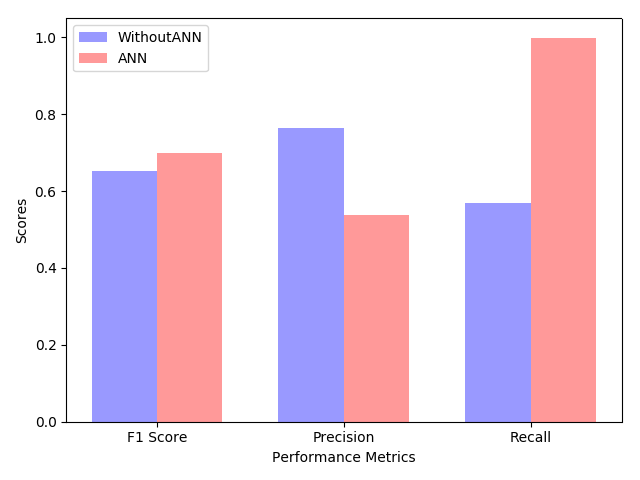 WithoutANN
ANN
Scores
1.0
0.8
0.6
0.4
0.2
0.0
F1 Score
Precision
Recall
Performance Metrics